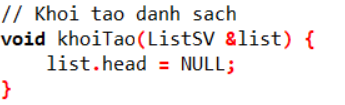 // Khoi tao danh sach
void khoiTao(ListSV &list) {
    list.head = NULL;
}